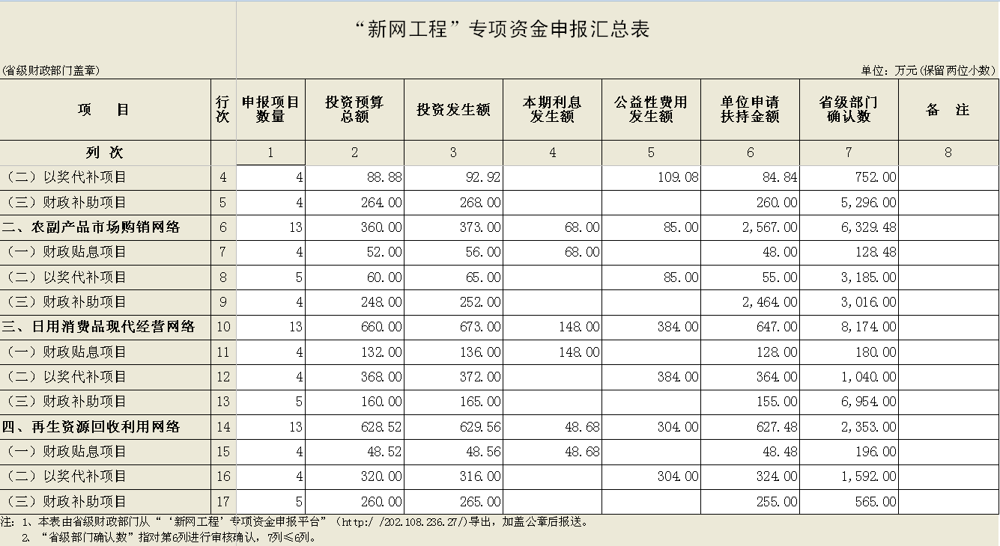 “新网工程”专项资金申报汇总表
(省级财政部门盖章) 单位：万元(保留两位小数)
项 目 行次 申报项目数量 投资预算总额 投资发生额 本期利息发生额 公益性费用发生额 单位申请扶持金额 省级部门确认数 备 注
列 次 1 2 3 4 5 6 7 8
（二）以奖代补项目 4 4 88.88 92.92 109.08 84.84 752.00
（三）财政补助项目 5 4 264.00 268.00 260.00 5,296.00
二、农副产品市场购销网络 6 13 360.00 373.00 68.00 85.00 2,567.00 6,329.48
（一）财政贴息项目 7 4 52.00 56.00 68.00 48.00 128.48
（二）以奖代补项目 8 5 60.00 65.00 85.00 55.00 3,185.00
（三）财政补助项目 9 4 248.00 252.00 2,464.00 3,016.00
三、日用消费品现代经营网络 10 13 660.00 673.00 148.00 384.00 647.00 8,174.00
（一）财政贴息项目 11 4 132.00 136.00 148.00 128.00 180.00
（二）以奖代补项目 12 4 368.00 372.00 384.00 364.00 1,040.00
（三）财政补助项目 13 5 160.00 165.00 155.00 6,954.00
四、再生资源回收利用网络 14 13 628.52 629.56 48.68 304.00 627.48 2,353.00
（一）财政贴息项目 15 4 48.52 48.56 48.68 48.48 196.00
（二）以奖代补项目 16 4 320.00 316.00 304.00 324.00 1,592.00
（三）财政补助项目 17 5 260.00 265.00 255.00 565.00
注：1、本表由省级财政部门从“‘新网工程’专项资金申报平台”（http://202.108.236.27/)导出，加盖公章后报送。
2、“省级部门确认数”指对第6列进行审核确认，7列≤6列。